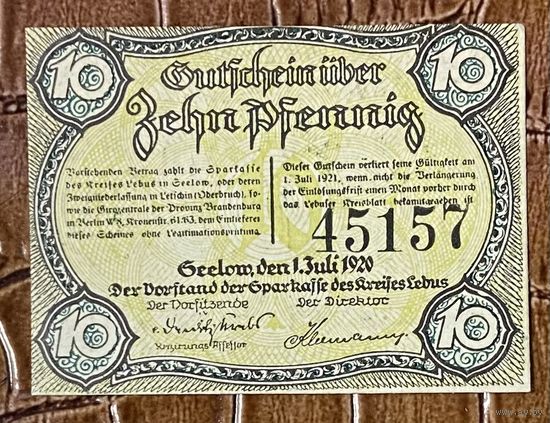 10
10
Gutschein über
Zehn Pfennig
Vorstehenden Betrag zahlt die Sparkasse
des Kreises Lebus in Seelow, oder deren
Zweigniederlassung in Letschin (Oderbruch), so-
wie die Girozentrale der Provinz Brandenburg
in Berlin W8, Kronenstr. 61/63, dem Einlieferer
dieses Scheines ohne Legitimationsprüfung.
Dieser Gutschein verliert seine Gültigkeit am
1. Juli 1921, wenn nicht die Verlängerung
der Einlösungsfrist einen Monat vorher durch
das Lebuser Kreisblatt bekanntgegeben ist
45157
Seelow, den 1. Juli 1920
Der Vorstand der Sparkasse des Kreises Lebus
Der Vorsitzende
Der Direktor
Regierungs Assessor
10
10